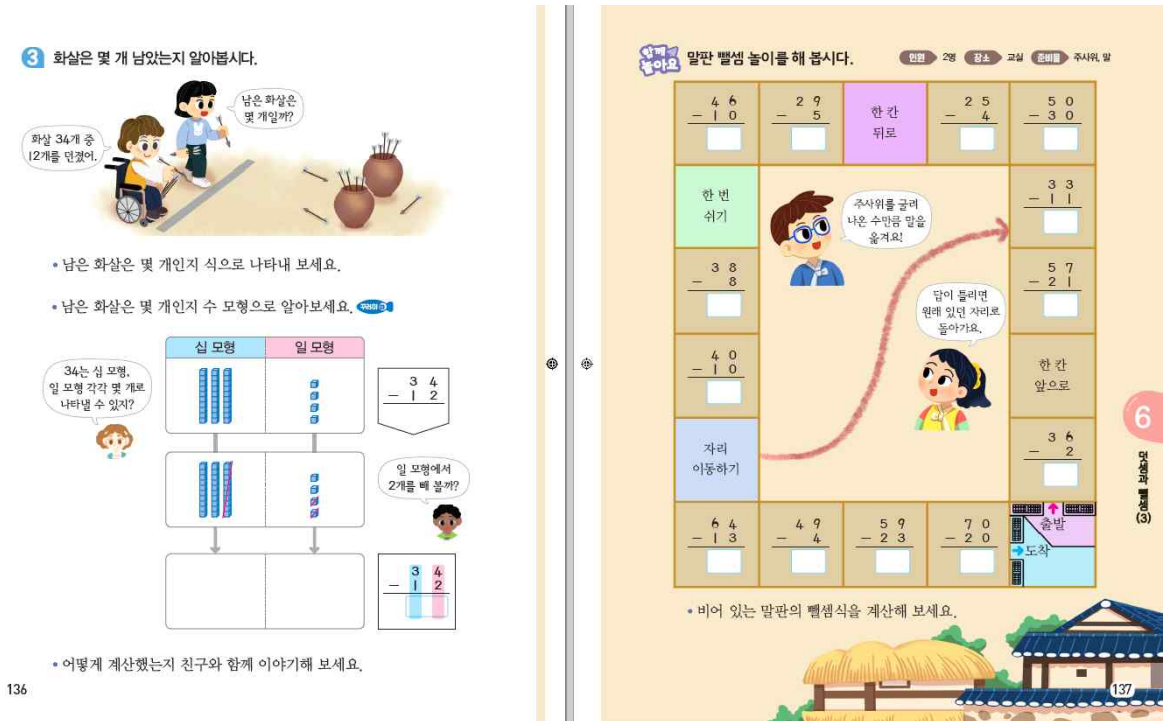 3 화살은 몇 개 남았는지 알아봅시다.
남은 화살은
몇 개일까?
화살 34개 중
12개를 던졌어.
• 남은 화살은 몇 개인지 식으로 나타내 보세요.
• 남은 화살은 몇 개인지 수 모형으로 알아보세요.
십 모형 일 모형
34는 십 모형,
일 모형 각각 몇 개로
나타낼 수 있지?
3 4
- 1 2
일 모형에서
2개를 빼 볼까?
3 4
- 1 2
• 어떻게 계산했는지 친구와 함께 이야기해 보세요.
136
함께
놀아요
말판 뺄셈 놀이를 해 봅시다.
인원 2명 장소 교실 준비물 주사위, 말
4 6
- 1 0
2 9
- 5
한 칸
뒤로
2 5
- 4
5 0
- 3 0
한 번
쉬기
3 3
- 1 1
주사위를 굴려
나온 수만큼 말을
옮겨요!
3 8
- 8
5 7
- 2 1
답이 틀리면
원래 있던 자리로
돌아가요.
4 0
- 1 0
한 칸
앞으로
자리
이동하기
3 6
- 2
6 4
- 1 3
4 9
- 4
5 9
- 2 3
7 0
- 2 0
출발
도착
• 비어 있는 말판의 뺄셈식을 계산해 보세요.
6
덧셈과 뺄셈(3)
137